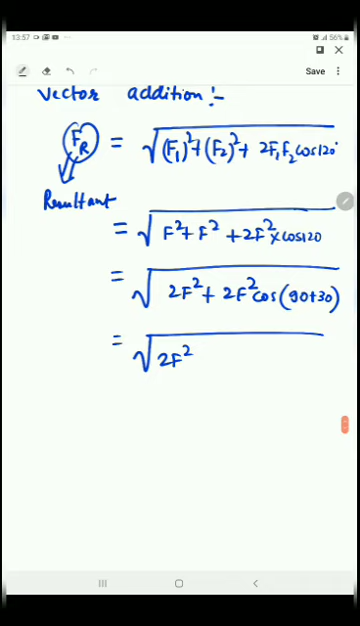 13:57 56%
Save
Vector addition :-
F_R = √(F₁)²+(F₂)²+ 2F₁F₂cos120°
Resultant
= √F²+F²+2F²×cos120
= √2F²+2F²cos(90+30)
= √2F²